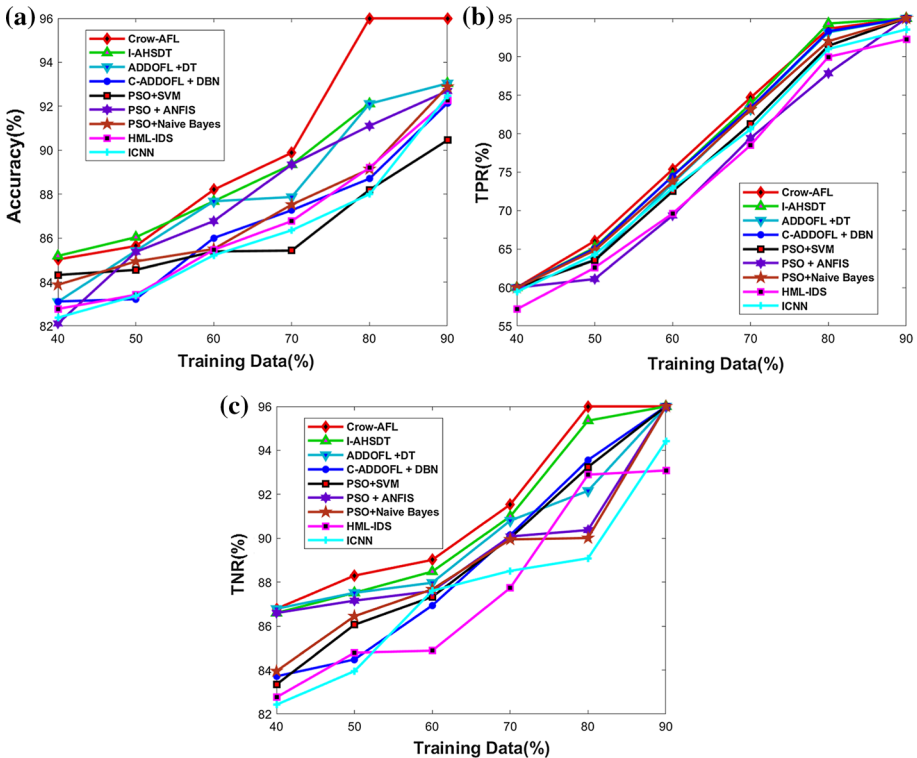 (a)
96
94
92
90
88
86
84
82
Accuracy(%)
Crow-AFL
I-AHSDT
ADDOFL +DT
C-ADDOFL + DBN
PSO+SVM
PSO + ANFIS
PSO+Naive Bayes
HML-IDS
ICNN
40 50 60 70 80 90
Training Data(%)
(b)
95
90
85
80
75
70
65
60
55
TPR(%)
Crow-AFL
I-AHSDT
ADDOFL +DT
C-ADDOFL + DBN
PSO+SVM
PSO + ANFIS
PSO+Naive Bayes
HML-IDS
ICNN
40 50 60 70 80 90
Training Data(%)
(c)
96
94
92
90
88
86
84
82
TNR(%)
Crow-AFL
I-AHSDT
ADDOFL +DT
C-ADDOFL + DBN
PSO+SVM
PSO + ANFIS
PSO+Naive Bayes
HML-IDS
ICNN
40 50 60 70 80 90
Training Data(%)